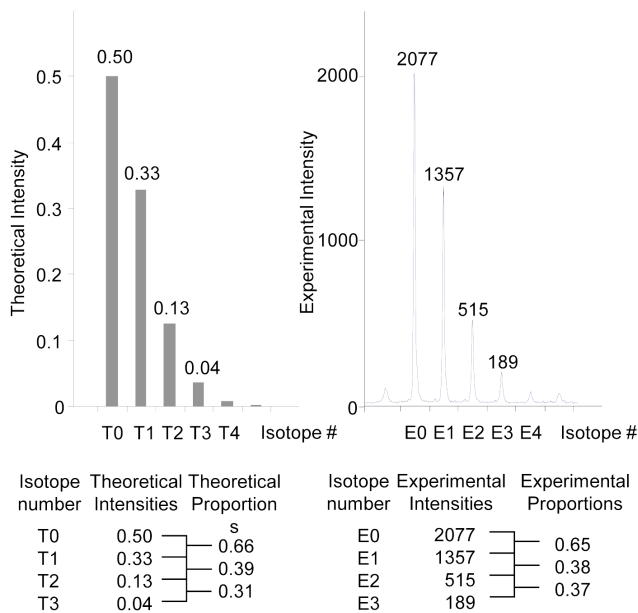 0.50
0.5
0.4
0.33
0.3
0.2
0.13
0.1
0.04
0
Theoretical Intensity
T0 T1 T2 T3 T4 Isotope #
2077
2000
1357
1000
515
189
0
Experimental Intensity
E0 E1 E2 E3 E4 Isotope #
Isotope Theoretical Theoretical
number Intensities Proportion
s
T0 0.50
0.66
T1 0.33
0.39
T2 0.13
0.31
T3 0.04
Isotope Experimental Experimental
number Intensities Proportions
E0 2077
0.65
E1 1357
0.38
E2 515
0.37
E3 189